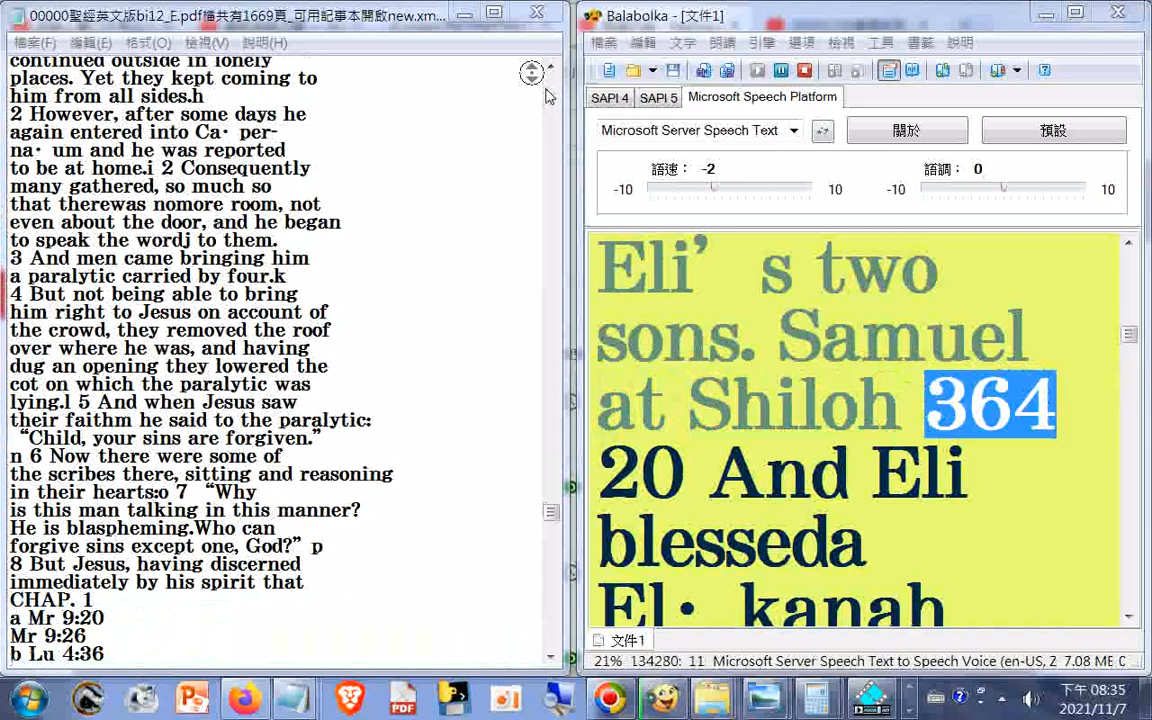 00000聖經英文版bi12_E.pdf檔共有1669頁_可用記事本開啟new.xm...
檔案(F) 編輯(E) 格式(O) 檢視(V) 說明(H)
continued outside in lonely
places. Yet they kept coming to
him from all sides.h
2 However, after some days he
again entered into Ca· per-
na· um and he was reported
to be at home.i 2 Consequently
many gathered, so much so
that therewas nomore room, not
even about the door, and he began
to speak the wordj to them.
3 And men came bringing him
a paralytic carried by four.k
4 But not being able to bring
him right to Jesus on account of
the crowd, they removed the roof
over where he was, and having
dug an opening they lowered the
cot on which the paralytic was
lying.l 5 And when Jesus saw
their faithm he said to the paralytic:
“Child, your sins are forgiven.”
n 6 Now there were some of
the scribes there, sitting and reasoning
in their hearts:o 7 “Why
is this man talking in this manner?
He is blaspheming.Who can
forgive sins except one, God?” p
8 But Jesus, having discerned
immediately by his spirit that
CHAP. 1
a Mr 9:20
Mr 9:26
b Lu 4:36
Balabolka - [文件1]
檔案 編輯 文字 朗讀 引擎 選項 檢視 工具 書籤 說明
SAPI 4 SAPI 5 Microsoft Speech Platform
Microsoft Server Speech Text 關於 預設
語速： -2 語調： 0
-10 10 -10 10
Eli’ s two
sons. Samuel
at Shiloh 364
20 And Eli
blesseda
El· kanah
文件1
21% 134280: 11 Microsoft Server Speech Text to Speech Voice (en-US, Z 7.08 ME
PDF
下午 08:35
2021/11/7